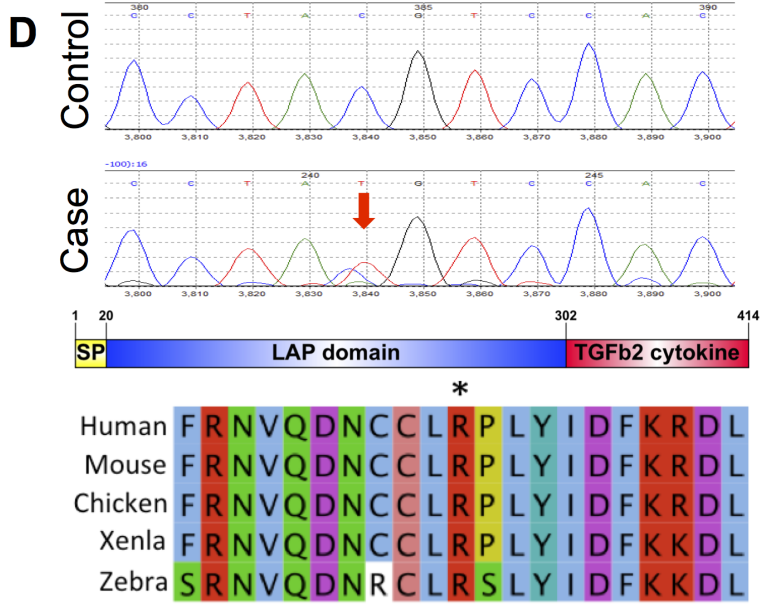 D
Control
380 385 390
C C T A C G T C C A C
3,800 3,810 3,820 3,830 3,840 3,850 3,860 3,870 3,880 3,890 3,900
-100):16
Case
240 245
C C T A T G T C C A C
3,800 3,810 3,820 3,830 3,840 3,850 3,860 3,870 3,880 3,890 3,900
1 20 302 414
SP LAP domain TGFb2 cytokine
*
Human F R N V Q D N C C L R P L Y I D F K R D L
Mouse F R N V Q D N C C L R P L Y I D F K R D L
Chicken F R N V Q D N C C L R P L Y I D F K R D L
Xenla F R N V Q D N C C L R P L Y I D F K R D L
Zebra S R N V Q D N R C L R S L Y I D F K K D L